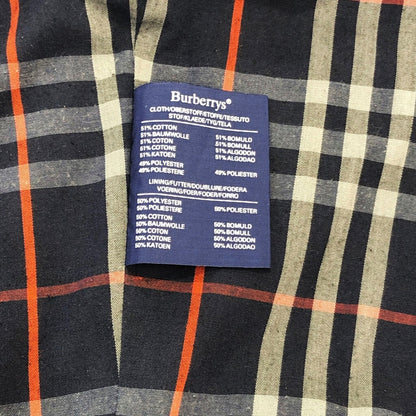 Burberrys®
CLOTH/OBERSTOFF/ETOFFE/TESSUTO
STOF/KLAEDE/TYG/TELA
51% COTTON
51% BAUMWOLLE 51% BOMULD
51% COTON 51% BOMULL
51% COTONE 51% ALGODON
51% KATOEN 51% ALGODAO
49% POLYESTER
49% POLIESTERE 49% POLIESTER
LINING/FUTTER/DOUBLURE/FODERA
VOERING/FOER/FODER/FORRO
50% POLYESTER
50% POLIESTERE 50% POLIESTER
50% COTTON
50% BAUMWOLLE 50% BOMULD
50% COTON 50% BOMULL
50% COTONE 50% ALGODON
50% KATOEN 50% ALGODAO